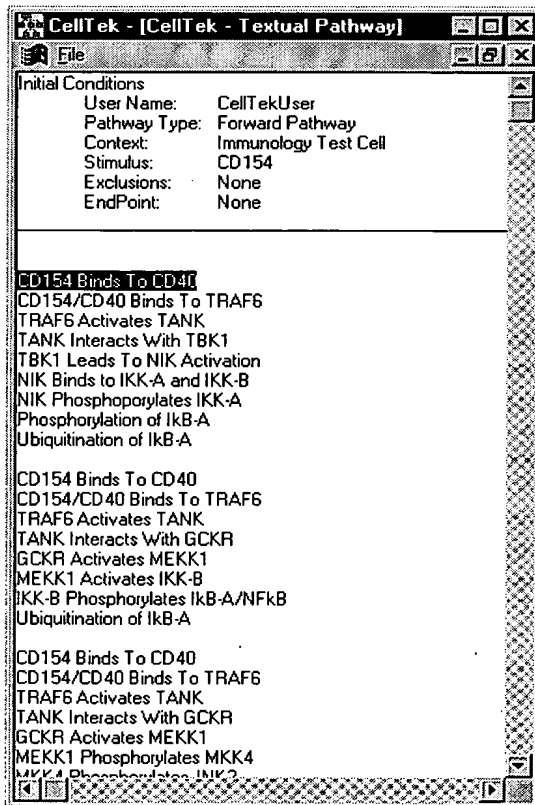 CellTek - [CellTek - Textual Pathway]
File
Initial Conditions
User Name: CellTekUser
Pathway Type: Forward Pathway
Context: Immunology Test Cell
Stimulus: CD154
Exclusions: None
EndPoint: None
CD154 Binds To CD40
CD154/CD40 Binds To TRAF6
TRAF6 Activates TANK
TANK Interacts With TBK1
TBK1 Leads To NIK Activation
NIK Binds to IKK-A and IKK-B
NIK Phosphoporylates IKK-A
Phosphorylation of IkB-A
Ubiquitination of IkB-A
CD154 Binds To CD40
CD154/CD40 Binds To TRAF6
TRAF6 Activates TANK
TANK Interacts With GCKR
GCKR Activates MEKK1
MEKK1 Activates IKK-B
IKK-B Phosphorylates IkB-A/NFkB
Ubiquitination of IkB-A
CD154 Binds To CD40
CD154/CD40 Binds To TRAF6
TRAF6 Activates TANK
TANK Interacts With GCKR
GCKR Activates MEKK1
MEKK1 Phosphorylates MKK4
MKK4 Phosphorylates